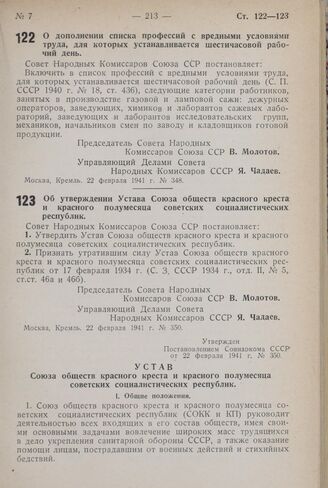 № 7 — 213 — Ст. 122—123
122 О дополнении списка профессий с вредными условиями
труда, для которых устанавливается шестичасовой рабо-
чий день.
Совет Народных Комиссаров Союза ССР постановляет:
Включить в список профессий с вредными условиями труда,
для которых устанавливается шестичасовой рабочий день (С. П.
СССР 1940 г. № 18, ст. 436), следующие категории работников,
занятых в производстве газовой и ламповой сажи: дежурных
операторов, заведующих, химиков и лаборантов сажевых лабо-
раторий, заведующих и лаборантов исследовательских групп,
механиков, начальников смен по заводу и кладовщиков готовой
продукции.
Председатель Совета Народных
Комиссаров Союза ССР В. Молотов.
Управляющий Делами Совета
Народных Комиссаров СССР Я. Чадаев.
Москва, Кремль. 22 февраля 1941 г. № 348.
123 Об утверждении Устава Союза обществ красного креста
и красного полумесяца советских социалистических
республик.
Совет Народных Комиссаров Союза ССР постановляет:
1. Утвердить Устав Союза обществ красного креста и красного
полумесяца советских социалистических республик.
2. Признать утратившим силу Устав Союза обществ красного
креста и красного полумесяца советских социалистических рес-
публик от 17 февраля 1934 г. (С. З. СССР 1934 г., отд. II, № 5,
ст.ст. 46а и 46б).
Председатель Совета Народных
Комиссаров Союза ССР В. Молотов.
Управляющий Делами Совета
Народных Комиссаров СССР Я. Чадаев.
Москва, Кремль. 22 февраля 1941 г. № 350.
Утвержден
Постановлением Совнаркома СССР
от 22 февраля 1941 г. № 350.
УСТАВ
Союза обществ красного креста и красного полумесяца
советских социалистических республик.
I. Общие положения.
1. Союз обществ красного креста и красного полумесяца со-
ветских социалистических республик (СОКК и КП) руководит
деятельностью всех входящих в его состав обществ, имея свои-
ми основными задачами вовлечение широких масс трудящихся
в дело укрепления санитарной обороны СССР, а также оказание
помощи лицам, пострадавшим от военных действий и стихийных
бедствий.